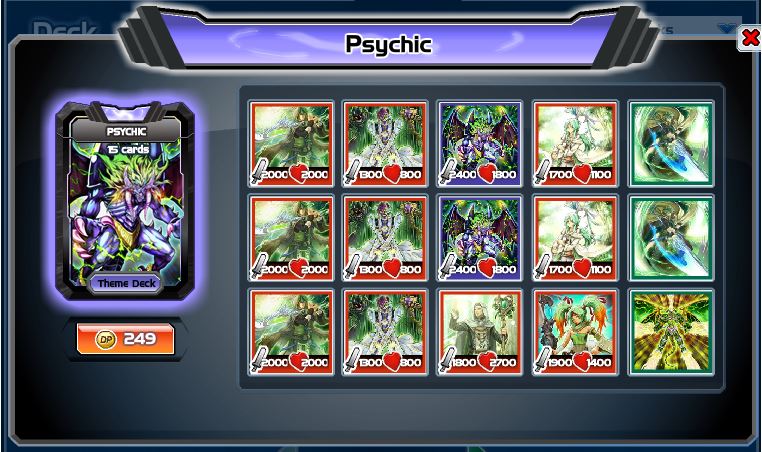 Deck
Psychic
PSYCHIC
15 cards
Theme Deck
DP 249
2000 2000
1300 800
2400 1800
1700 1100
2000 2000
1300 800
2400 1800
1700 1100
2000 2000
1300 800
1800 2700
1900 1400